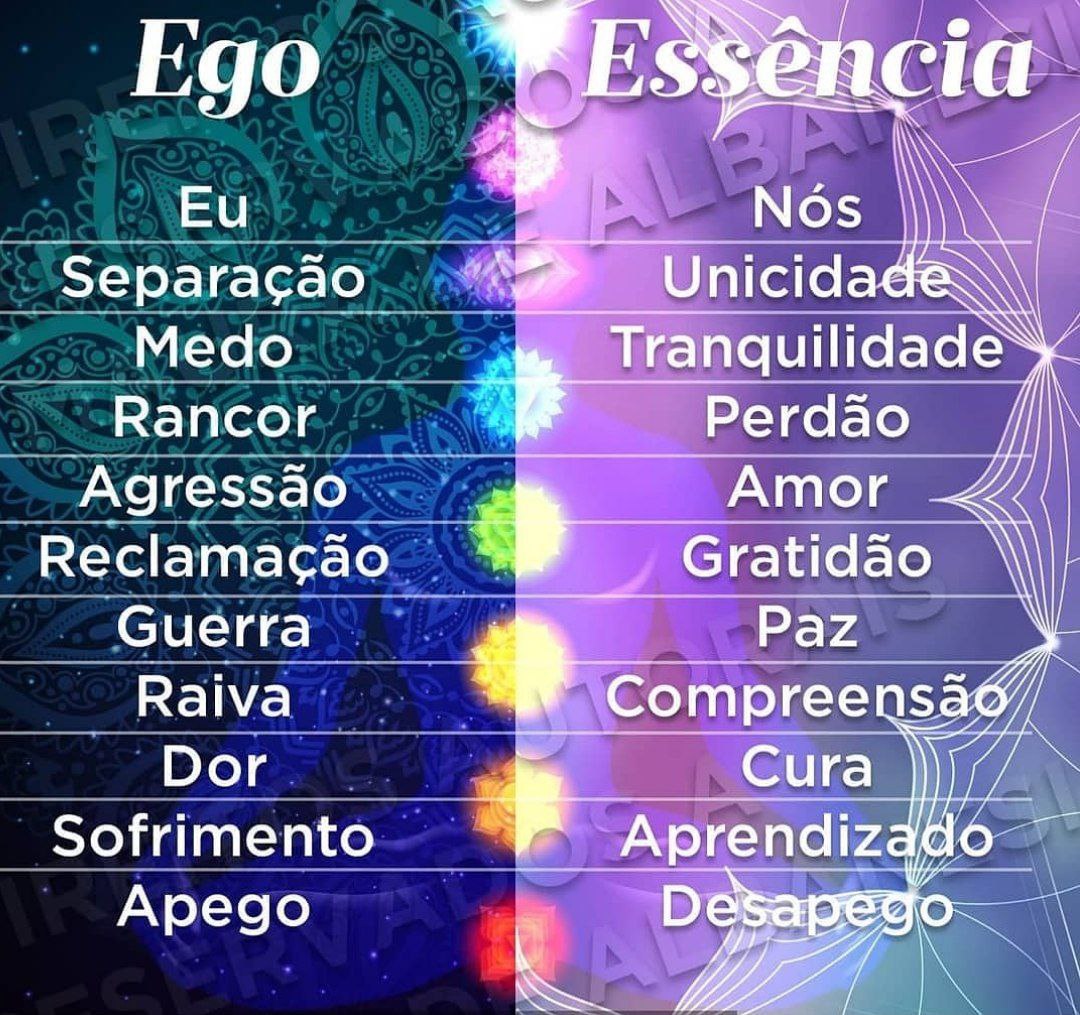 Ego Essência
Eu Nós
Separação Unicidade
Medo Tranquilidade
Rancor Perdão
Agressão Amor
Reclamação Gratidão
Guerra Paz
Raiva Compreensão
Dor Cura
Sofrimento Aprendizado
Apego Desapego